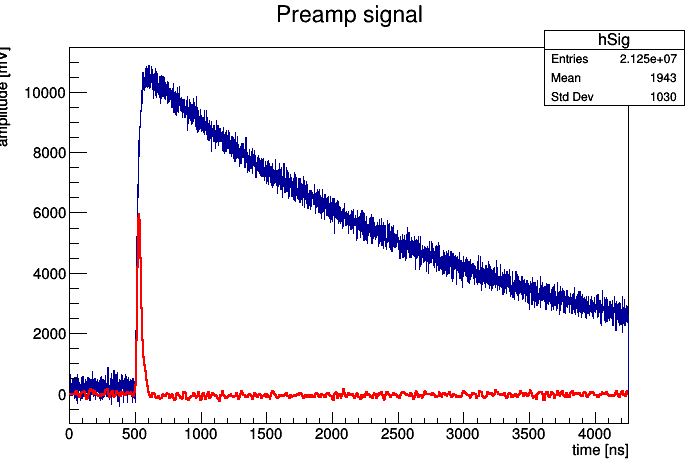 Preamp signal
hSig
Entries 2.125e+07
Mean 1943
Std Dev 1030
amplitude [mV]
10000
8000
6000
4000
2000
0
0 500 1000 1500 2000 2500 3000 3500 4000
time [ns]